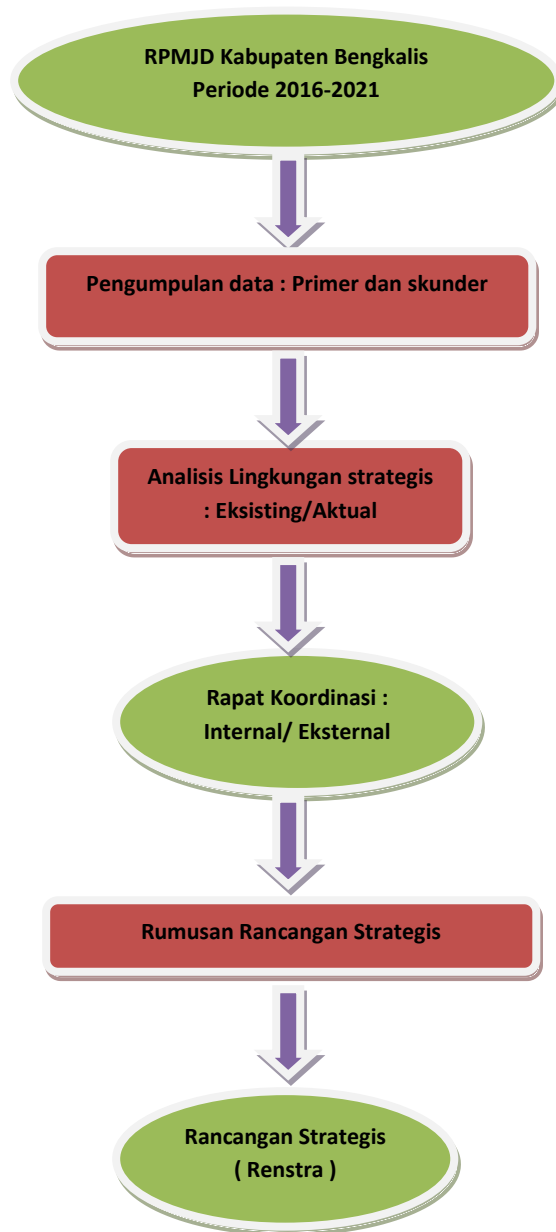 RPMJD Kabupaten Bengkalis
Periode 2016-2021
Pengumpulan data : Primer dan skunder
Analisis Lingkungan strategis
: Eksisting/Aktual
Rapat Koordinasi :
Internal/ Eksternal
Rumusan Rancangan Strategis
Rancangan Strategis
( Renstra )